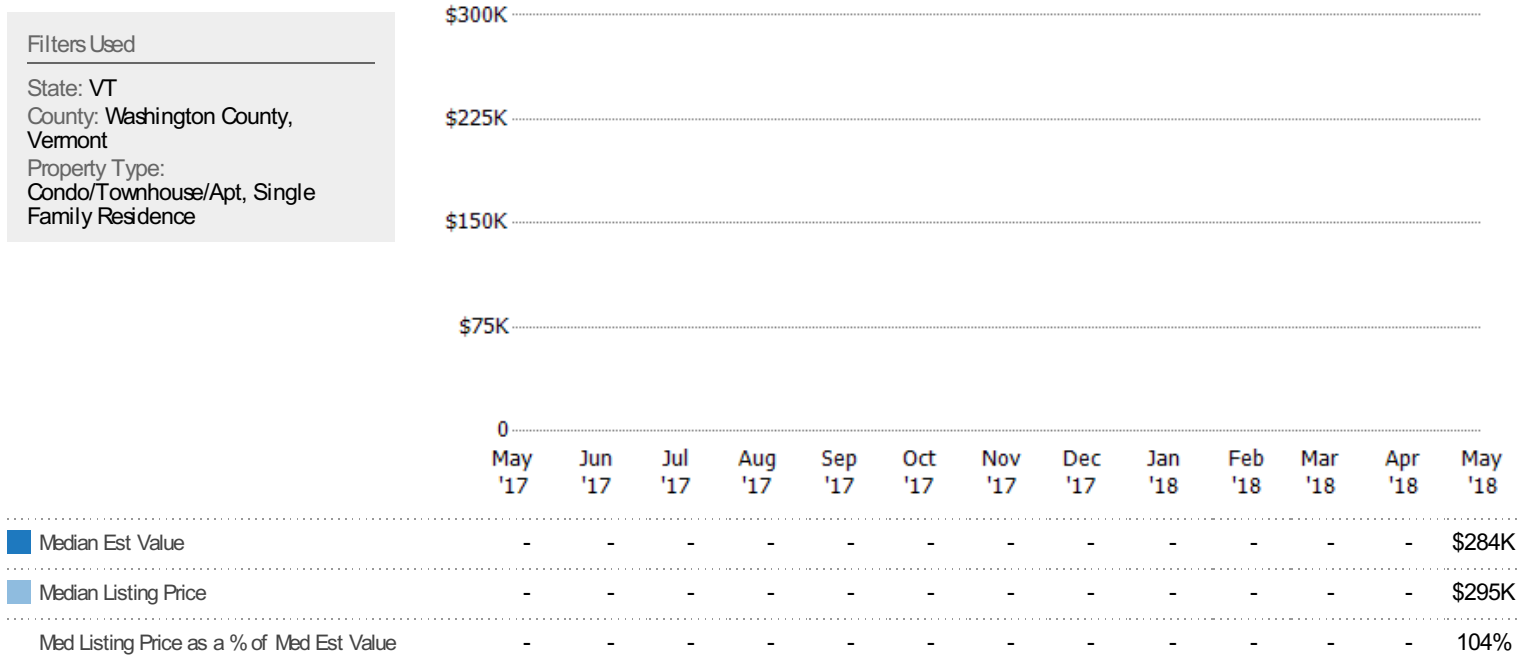 Filters Used
State: VT
County: Washington County,
Vermont
Property Type:
Condo/Townhouse/Apt, Single
Family Residence
$300K
$225K
$150K
$75K
0
May Jun Jul Aug Sep Oct Nov Dec Jan Feb Mar Apr May
'17 '17 '17 '17 '17 '17 '17 '17 '18 '18 '18 '18 '18
Median Est Value - - - - - - - - - - - - $284K
Median Listing Price - - - - - - - - - - - - $295K
Med Listing Price as a % of Med Est Value - - - - - - - - - - - - 104%